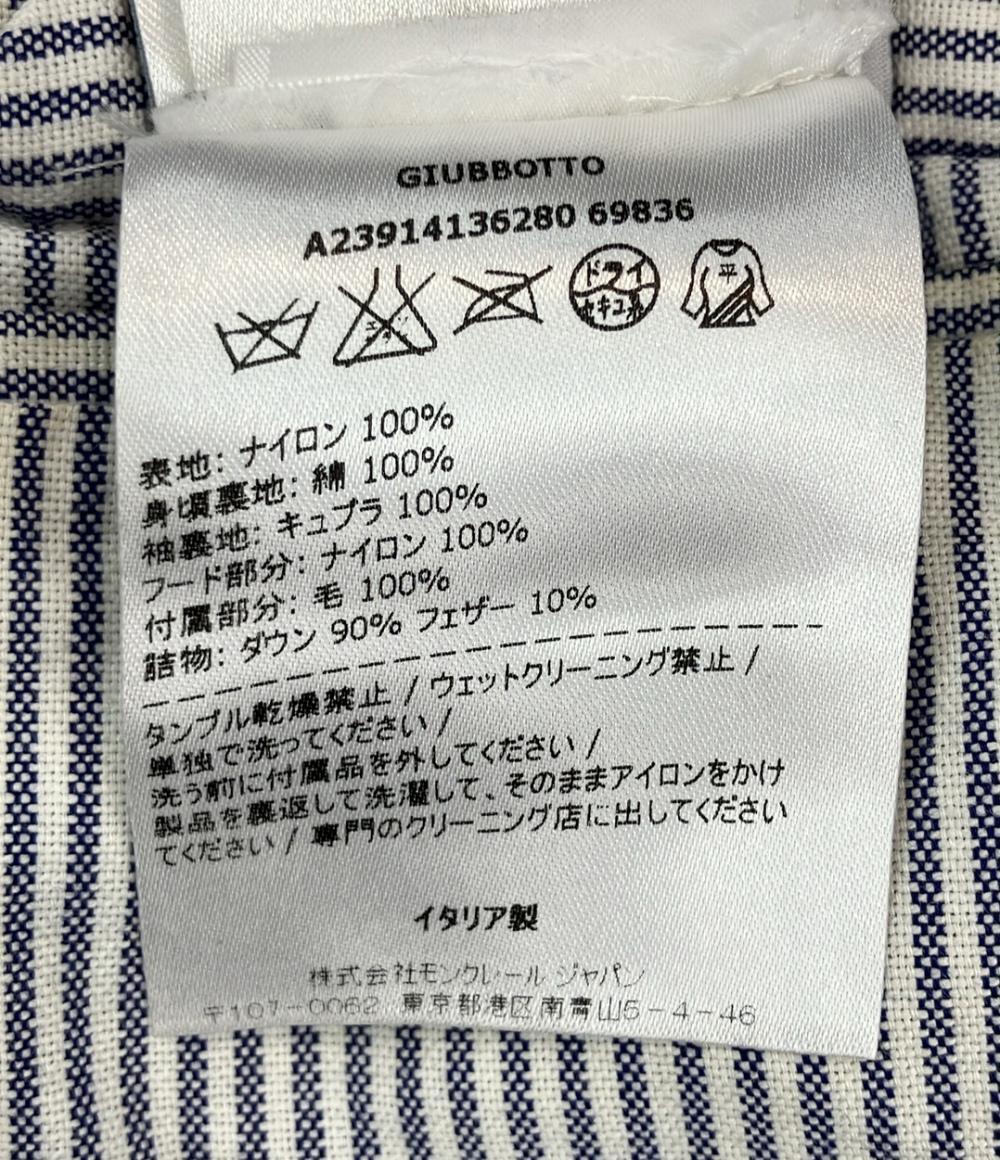 GIUBBOTTO
A23914136280 69836
ドライ
セキユ系
平
表地: ナイロン 100%
身頃裏地: 綿 100%
袖裏地: キュプラ 100%
フード部分: ナイロン 100%
付属部分: 毛 100%
詰物: ダウン 90% フェザー 10%
タンブル乾燥禁止 / ウェットクリーニング禁止 /
単独で洗ってください /
洗う前に付属品を外してください /
製品を裏返して洗濯して、そのままアイロンをかけ
てください / 専門のクリーニング店に出してください
イタリア製
株式会社モンクレール ジャパン
〒107-0062 東京都港区南青山5-4-46